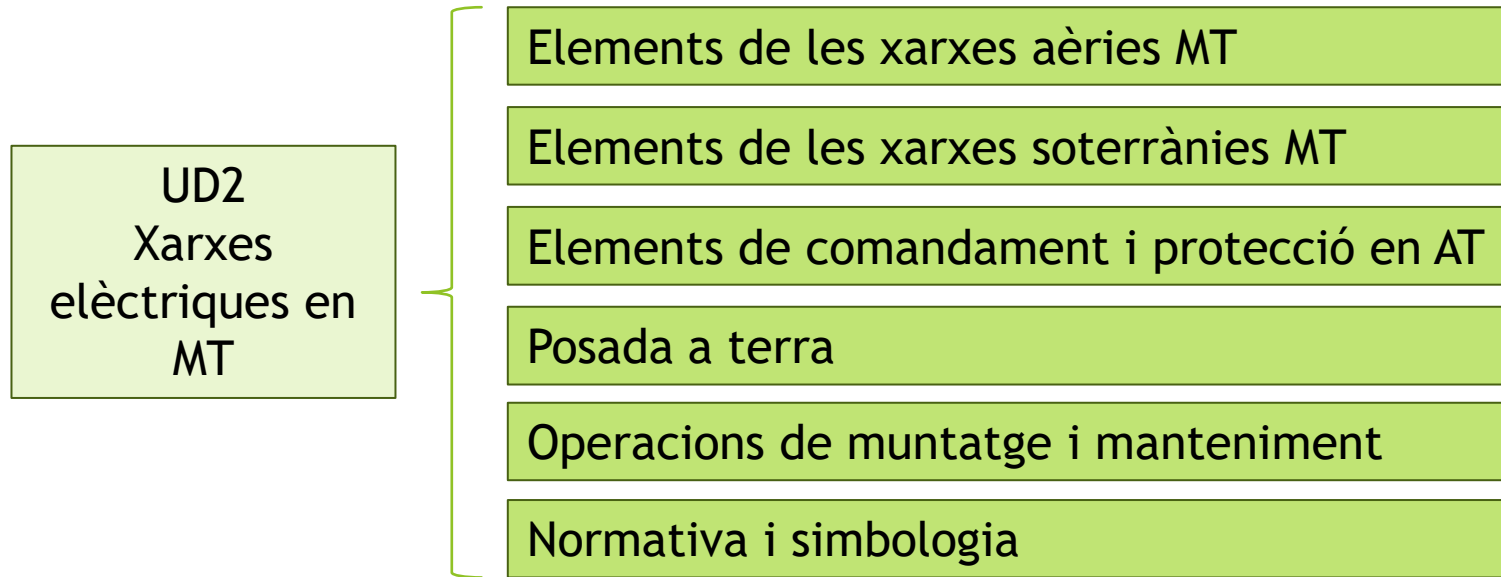 UD2
Xarxes
elèctriques en
MT
Elements de les xarxes aèries MT
Elements de les xarxes soterrànies MT
Elements de comandament i protecció en AT
Posada a terra
Operacions de muntatge i manteniment
Normativa i simbologia